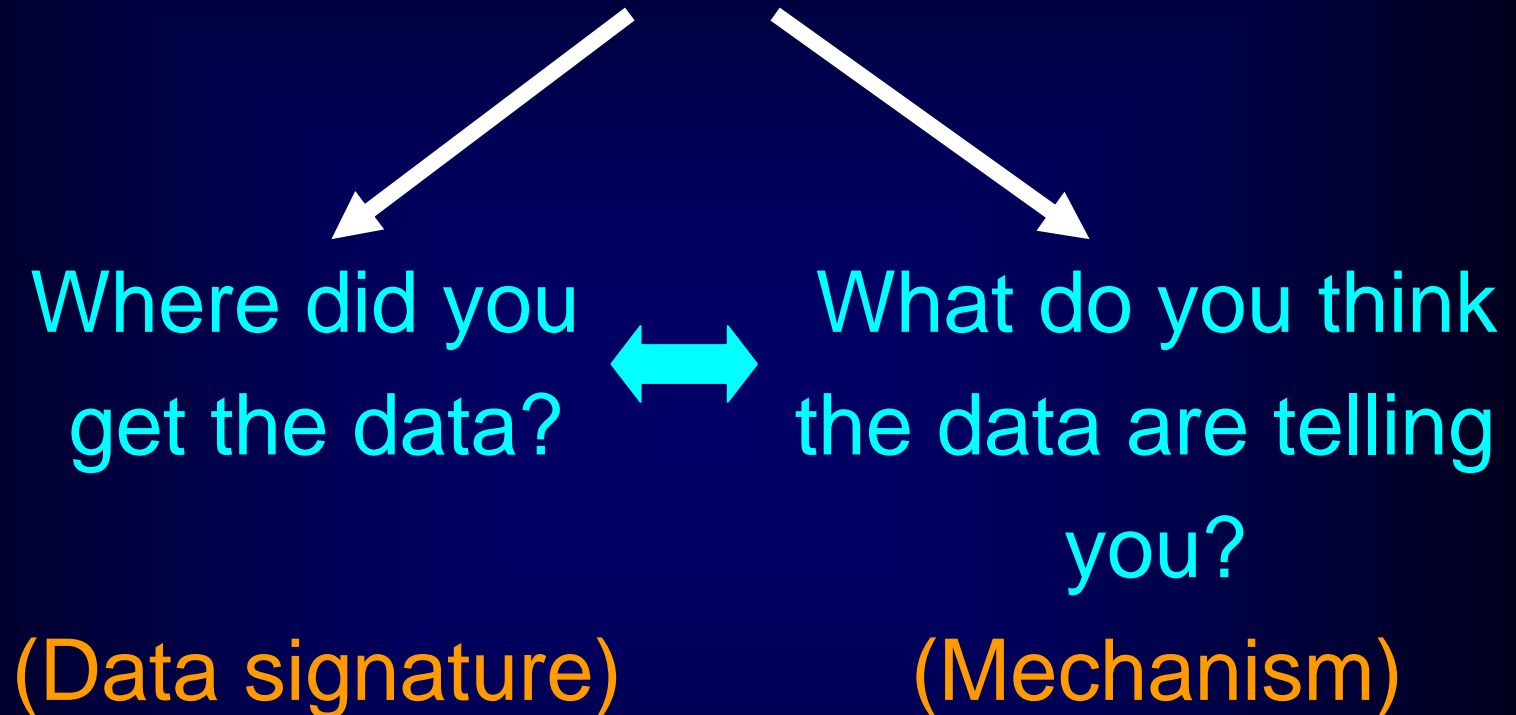 Where did you
get the data?
(Data signature)
What do you think
the data are telling
you?
(Mechanism)